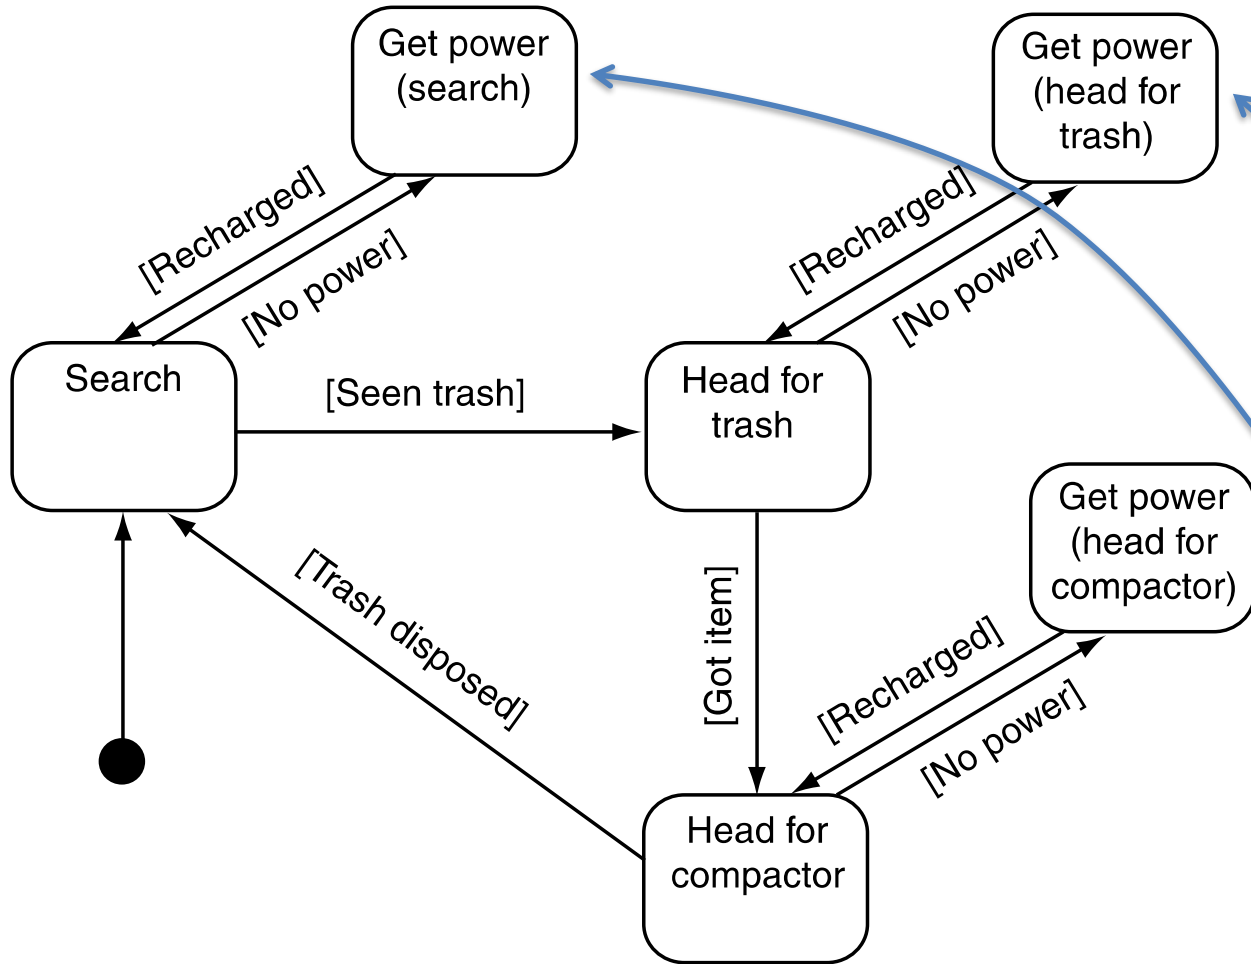 Get power
(search)
Get power
(head for
trash)
[Recharged]
[No power]
[Recharged]
[No power]
Search
[Seen trash]
Head for
trash
Get power
(head for
compactor)
[Trash disposed]
[Got item]
[Recharged]
[No power]
Head for
compactor